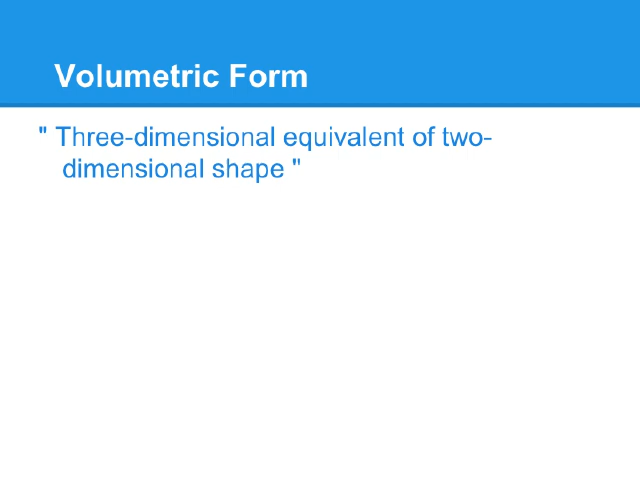 Volumetric Form
" Three-dimensional equivalent of two-
dimensional shape "